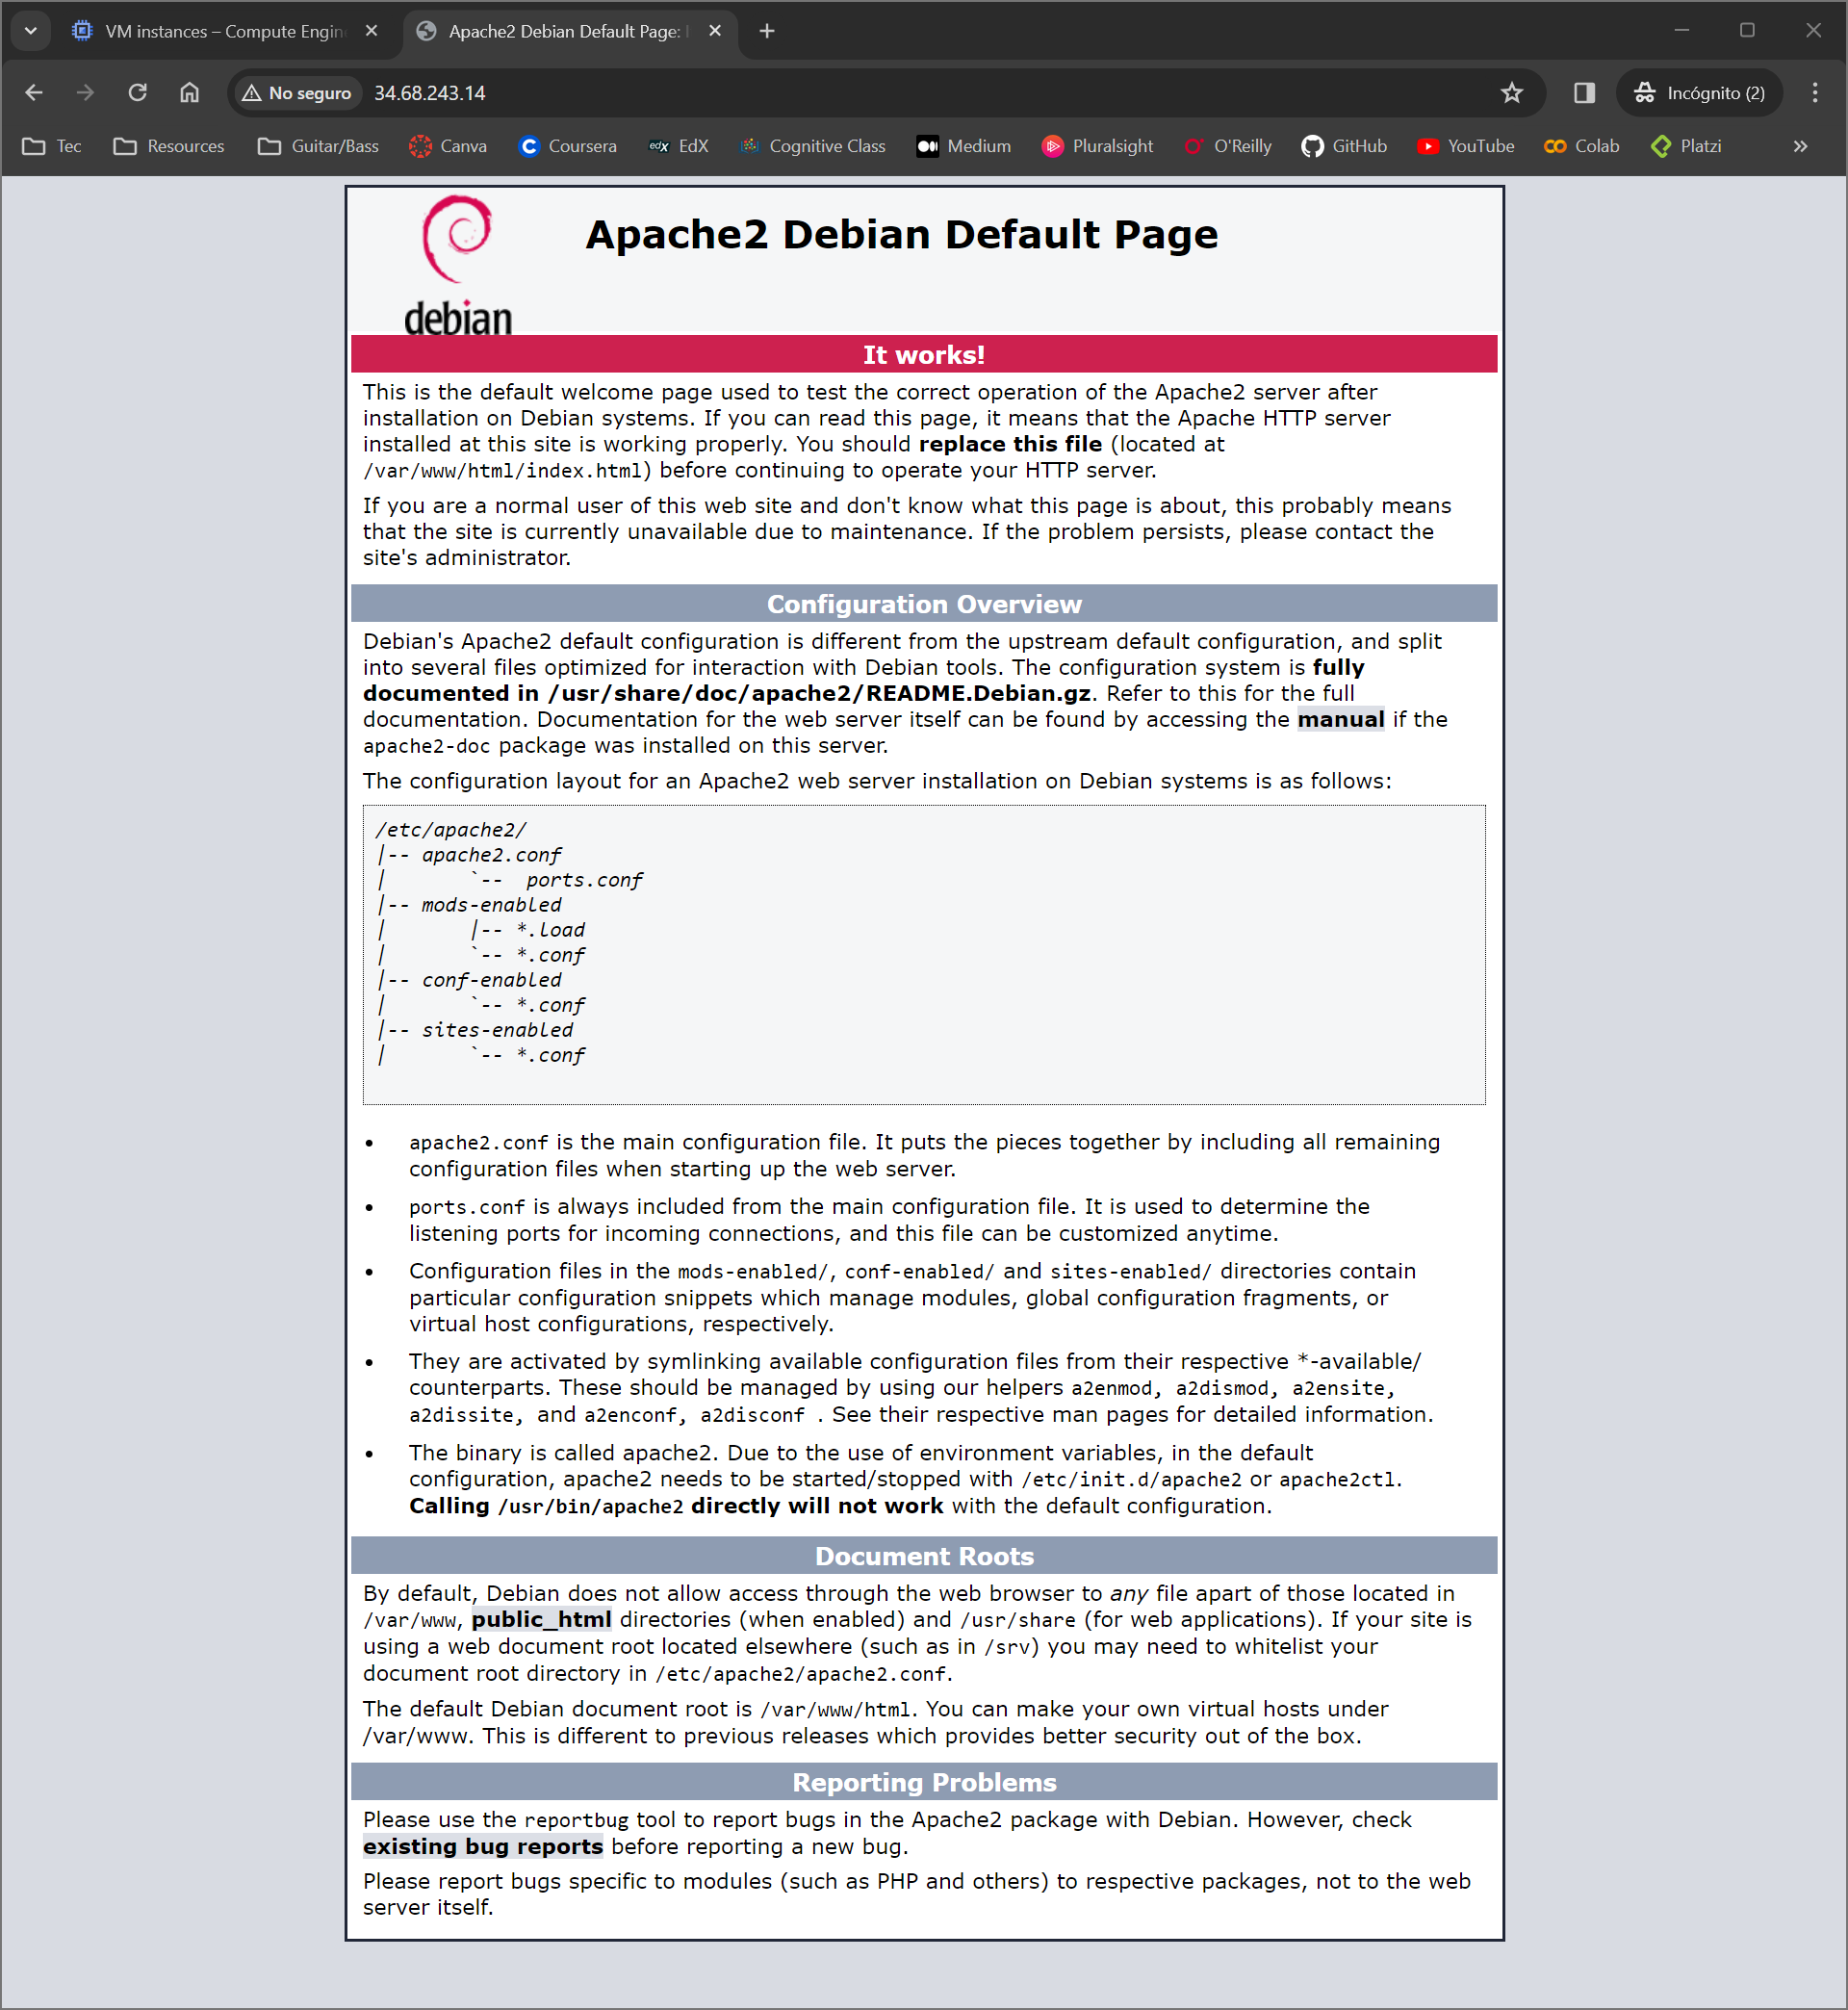 VM instances – Compute Engin
Apache2 Debian Default Page:
No seguro
34.68.243.14
Incógnito (2)
Tec
Resources
Guitar/Bass
Canva
Coursera
edX
EdX
Cognitive Class
Medium
Pluralsight
O'Reilly
GitHub
YouTube
Colab
Platzi
debian
Apache2 Debian Default Page
It works!
This is the default welcome page used to test the correct operation of the Apache2 server after
installation on Debian systems. If you can read this page, it means that the Apache HTTP server
installed at this site is working properly. You should replace this file (located at
/var/www/html/index.html) before continuing to operate your HTTP server.
If you are a normal user of this web site and don't know what this page is about, this probably means
that the site is currently unavailable due to maintenance. If the problem persists, please contact the
site's administrator.
Configuration Overview
Debian's Apache2 default configuration is different from the upstream default configuration, and split
into several files optimized for interaction with Debian tools. The configuration system is fully
documented in /usr/share/doc/apache2/README.Debian.gz. Refer to this for the full
documentation. Documentation for the web server itself can be found by accessing the manual if the
apache2-doc package was installed on this server.
The configuration layout for an Apache2 web server installation on Debian systems is as follows:
/etc/apache2/
|-- apache2.conf
|       `--  ports.conf
|-- mods-enabled
|       |-- *.load
|       `-- *.conf
|-- conf-enabled
|       `-- *.conf
|-- sites-enabled
|       `-- *.conf
• apache2.conf is the main configuration file. It puts the pieces together by including all remaining
configuration files when starting up the web server.
• ports.conf is always included from the main configuration file. It is used to determine the
listening ports for incoming connections, and this file can be customized anytime.
• Configuration files in the mods-enabled/, conf-enabled/ and sites-enabled/ directories contain
particular configuration snippets which manage modules, global configuration fragments, or
virtual host configurations, respectively.
• They are activated by symlinking available configuration files from their respective *-available/
counterparts. These should be managed by using our helpers a2enmod, a2dismod, a2ensite,
a2dissite, and a2enconf, a2disconf . See their respective man pages for detailed information.
• The binary is called apache2. Due to the use of environment variables, in the default
configuration, apache2 needs to be started/stopped with /etc/init.d/apache2 or apache2ctl.
Calling /usr/bin/apache2 directly will not work with the default configuration.
Document Roots
By default, Debian does not allow access through the web browser to any file apart of those located in
/var/www, public_html directories (when enabled) and /usr/share (for web applications). If your site is
using a web document root located elsewhere (such as in /srv) you may need to whitelist your
document root directory in /etc/apache2/apache2.conf.
The default Debian document root is /var/www/html. You can make your own virtual hosts under
/var/www. This is different to previous releases which provides better security out of the box.
Reporting Problems
Please use the reportbug tool to report bugs in the Apache2 package with Debian. However, check
existing bug reports before reporting a new bug.
Please report bugs specific to modules (such as PHP and others) to respective packages, not to the web
server itself.